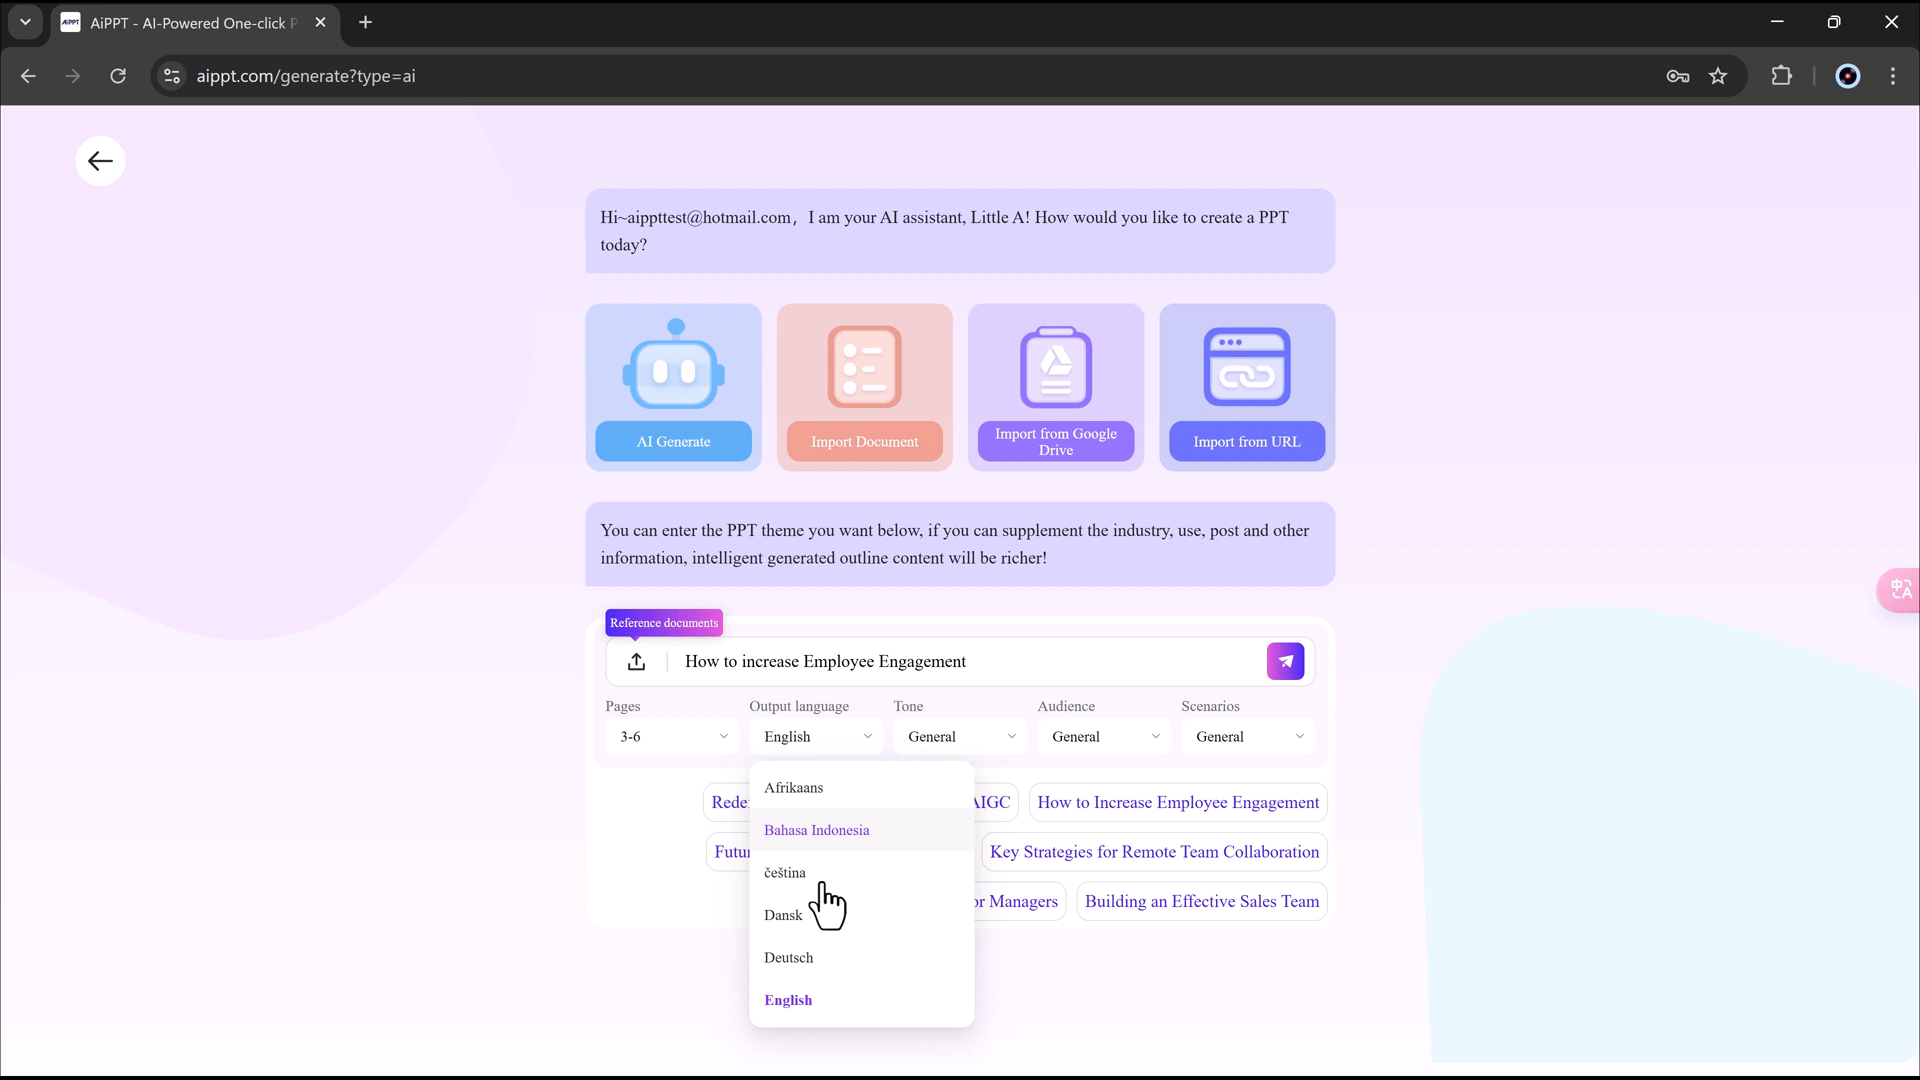 AiPPT - AI-Powered One-click P
aippt.com/generate?type=ai
Hi~aippttest@hotmail.com，I am your AI assistant, Little A! How would you like to create a PPT
today?
AI Generate
Import Document
Import from Google
Drive
Import from URL
You can enter the PPT theme you want below, if you can supplement the industry, use, post and other
information, intelligent generated outline content will be richer!
Reference documents
How to increase Employee Engagement
Pages
Output language
Tone
Audience
Scenarios
3-6
English
General
General
General
Afrikaans
Bahasa Indonesia
čeština
Dansk
Deutsch
English
AIGC
How to Increase Employee Engagement
Key Strategies for Remote Team Collaboration
or Managers
Building an Effective Sales Team